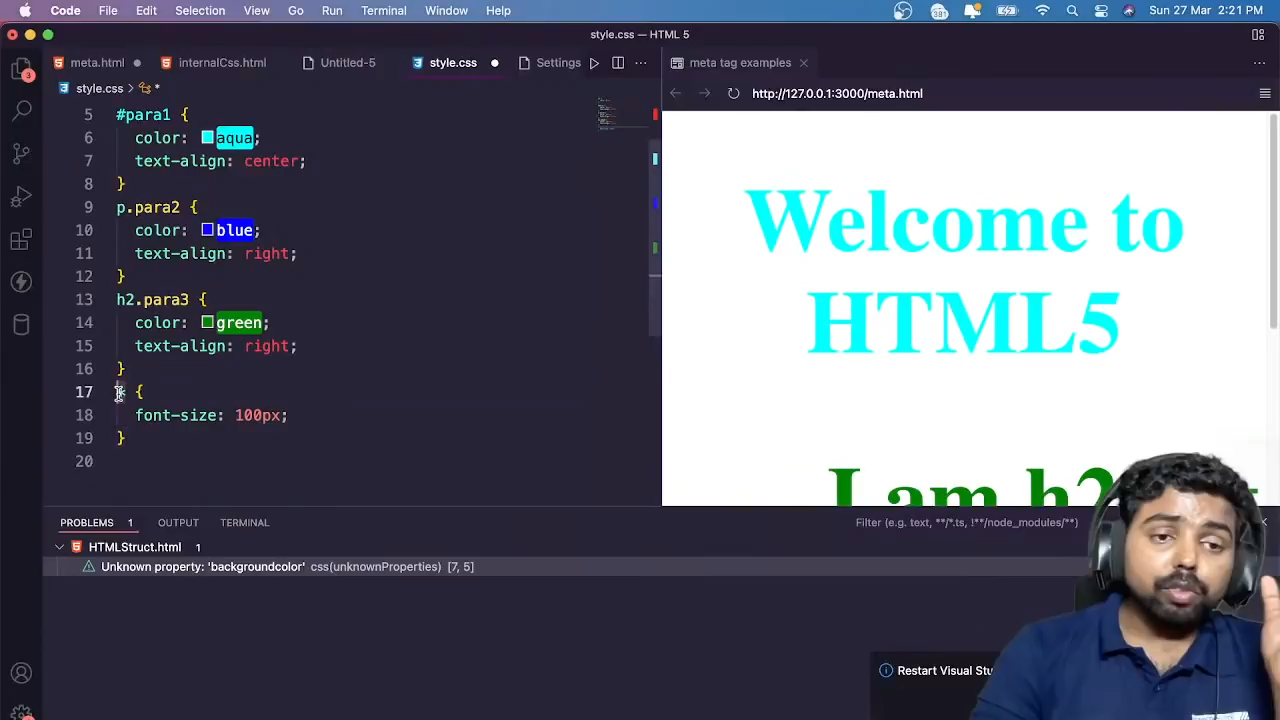 Code File Edit Selection View Go Run Terminal Window Help 381 Sun 27 Mar 2:21 PM
style.css — HTML 5
meta.html internalCss.html Untitled-5 style.css Settings meta tag examples
style.css > *
http://127.0.0.1:3000/meta.html
3
5 #para1 {
6 color: aqua;
7 text-align: center;
8 }
9 p.para2 {
10 color: blue;
11 text-align: right;
12 }
13 h2.para3 {
14 color: green;
15 text-align: right;
16 }
17 * {
18 font-size: 100px;
19 }
20
Welcome to
HTML5
I am h2
PROBLEMS 1 OUTPUT TERMINAL Filter (e.g. text, **/*.ts, !**/node_modules/**)
HTMLStruct.html 1
Unknown property: 'backgroundcolor' css(unknownProperties) [7, 5]
Restart Visual Stu